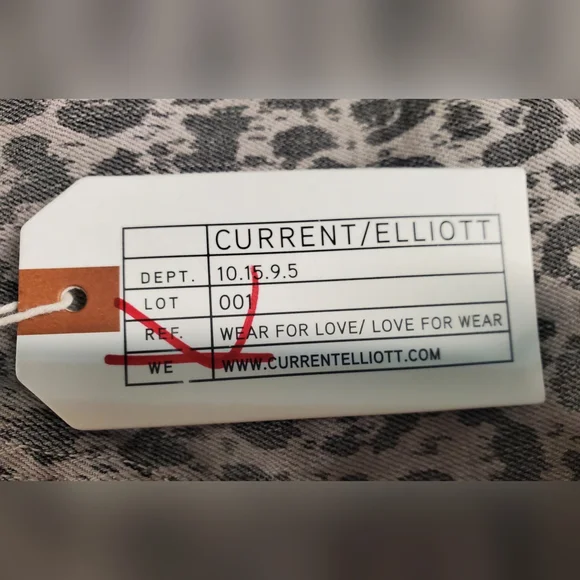 CURRENT/ELLIOTT
DEPT. 10.15.9.5
LOT 001
REF. WEAR FOR LOVE/ LOVE FOR WEAR
WE WWW.CURRENTELLIOTT.COM